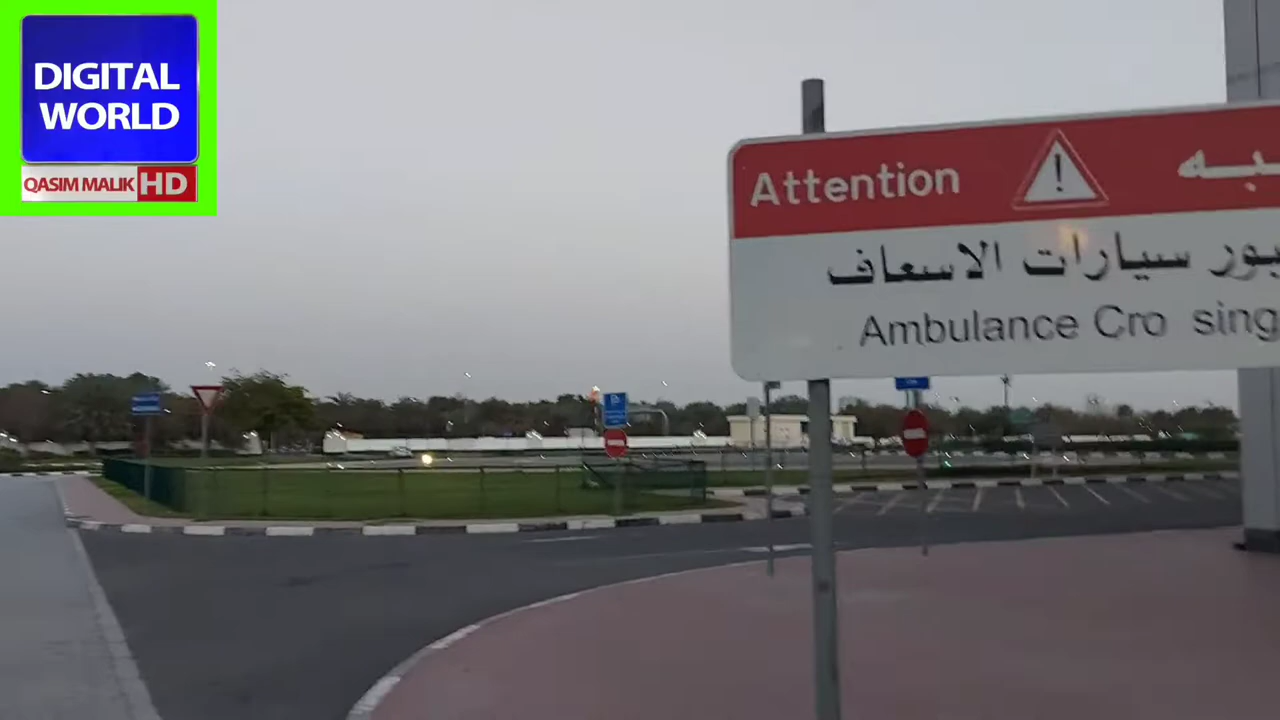 DIGITAL
WORLD
QASIM MALIK HD
Attention
سيارات الاسعاف
Ambulance Cro sing